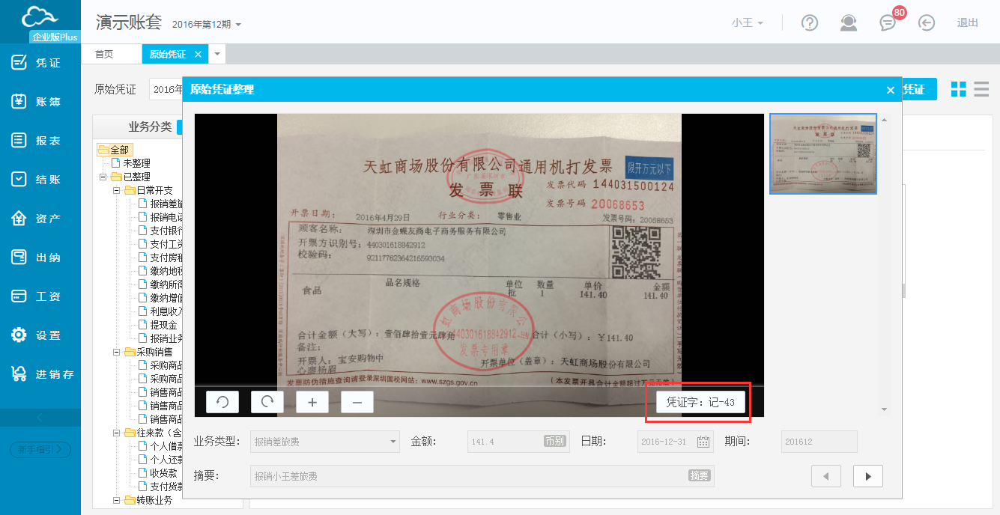 企业版Plus
演示账套 2016年第12期
小王
80
退出
首页
原始凭证
凭证
账簿
报表
结账
资产
出纳
工资
设置
进销存
新手指引
原始凭证
2016年
凭证
业务分类
全部
未整理
已整理
日常开支
报销差旅
报销电话
支付银行
支付工资
支付房租
缴纳地税
缴纳所得
缴纳增值
利息收入
提现金
报销业务
采购销售
采购商品
采购商品
销售商品
销售商品
销售商品
往来款（含
个人借款
个人还款
收货款
支付货款
转账业务
原始凭证整理
天虹商场股份有限公司通用机打发票
限开万元以下
发票联
发票代码 144031500124
发票号码 20068653
开票日期： 2016年4月29日 行业分类： 零售业
发票号码：20068653
顾客名称： 深圳市金蝶友商电子商务服务有限公司
开票方识别号：440301618842912
校验码： 92117762364216593034
品名规格 单位 数量 单价 金额
食品 批 1 141.40 141.40
天虹商场股份有限公司
440301618842912
发票专用章
合计金额（大写）：壹佰肆拾壹元肆角 合计（小写）：￥141.40
备注：
开票人：宝安购物中
心廖杨眉
开票单位（盖章）：天虹商场股份有限公司
发票防伪措施查询请登录深圳国税网站：www.szgs.gov.cn
（本发票开具合计金额超过万元无效）
凭证字：记-43
业务类型： 报销差旅费 金额： 141.4 币别 日期： 2016-12-31 期间： 201612
摘要： 报销小王差旅费 摘要